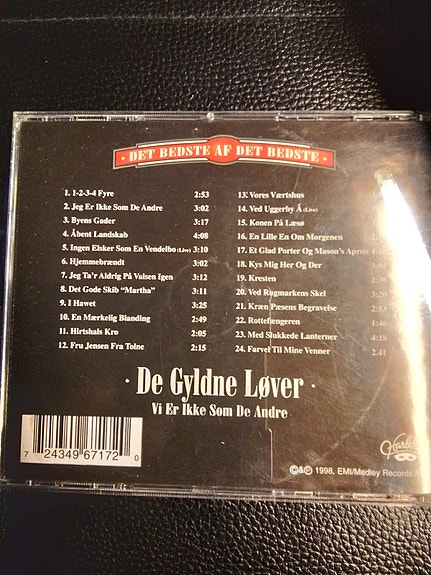 · DET BEDSTE AF DET BEDSTE ·
1. 1-2-3-4 Fyre 2:53
2. Jeg Er Ikke Som De Andre 3:02
3. Byens Gader 3:17
4. Åbent Landskab 4:08
5. Ingen Elsker Som En Vendelbo (Live) 3:10
6. Hjemmebrændt 3:02
7. Jeg Ta'r Aldrig På Valsen Igen 3:12
8. Det Gode Skib "Martha" 3:11
9. I Hawet 3:25
10. En Mærkelig Blanding 2:49
11. Hirtshals Kro 2:05
12. Fru Jensen Fra Tolne 2:15
13. Vores Værtshus
14. Ved Uggerby Å (Live)
15. Konen På Læsø
16. En Lille En Om Morgenen
17. Et Glad Porter Og Mason's Apron
18. Kys Mig Her Og Der
19. Kresten
20. Ved Rugmarkens Skel
21. Kræn Pæsens Begravelse
22. Rottefængeren 1:46
23. Med Slukkede Lanterner
24. Farvel Til Mine Venner 2.41
· De Gyldne Løver ·
Vi Er Ikke Som De Andre
7 24349 67172 0
Harlekin
©&℗ 1998, EMI/Medley Records